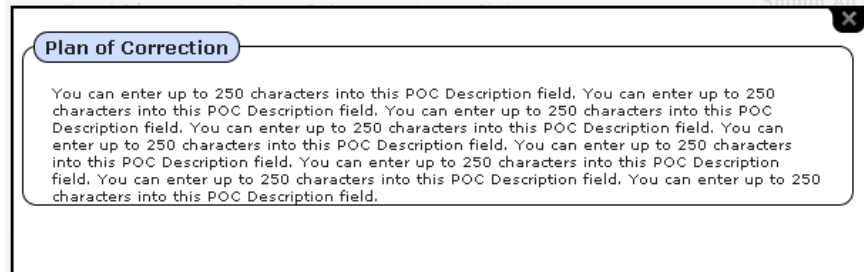 Plan of Correction
You can enter up to 250 characters into this POC Description field. You can enter up to 250
characters into this POC Description field. You can enter up to 250 characters into this POC
Description field. You can enter up to 250 characters into this POC Description field. You can
enter up to 250 characters into this POC Description field. You can enter up to 250 characters
into this POC Description field. You can enter up to 250 characters into this POC Description
field. You can enter up to 250 characters into this POC Description field. You can enter up to 250
characters into this POC Description field.